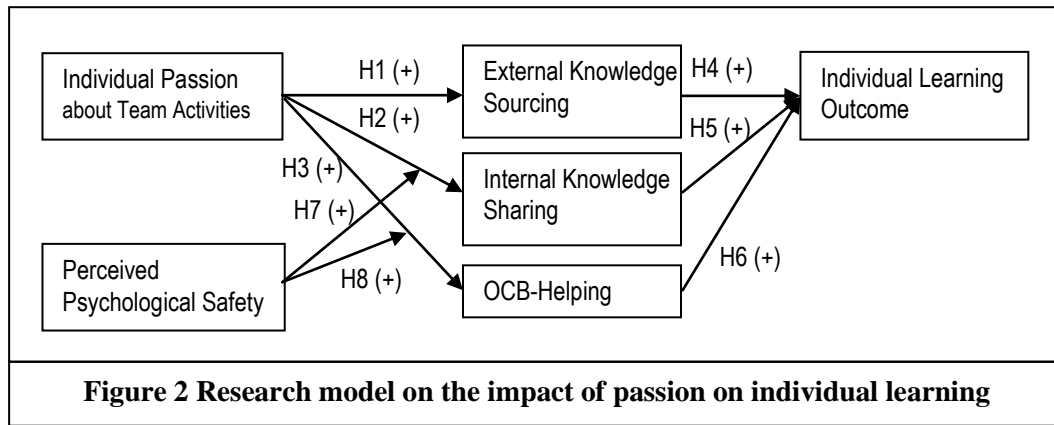 Individual Passion
about Team Activities
H1 (+)
External Knowledge
Sourcing
H4 (+)
Individual Learning
Outcome
H2 (+)
H5 (+)
H3 (+)
Internal Knowledge
Sharing
H7 (+)
Perceived
Psychological Safety
H8 (+)
OCB-Helping
H6 (+)
Figure 2 Research model on the impact of passion on individual learning